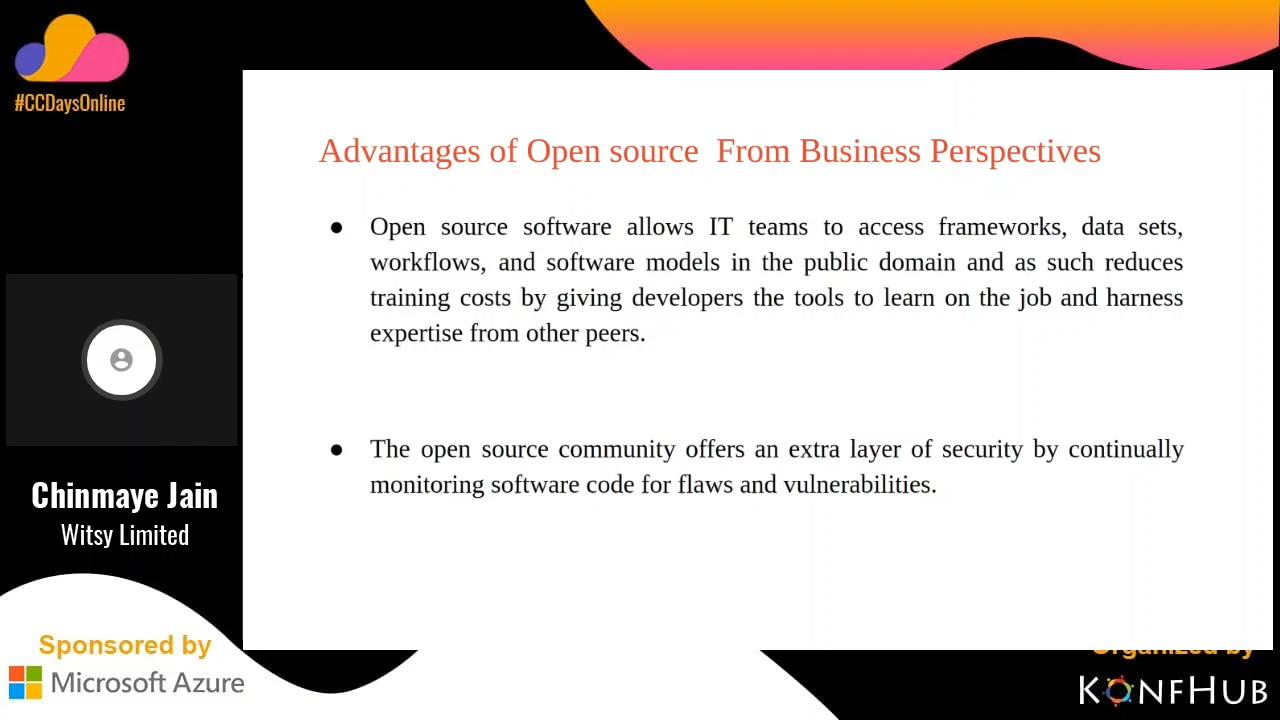 #CCDaysOnline
Advantages of Open source From Business Perspectives
● Open source software allows IT teams to access frameworks, data sets,
workflows, and software models in the public domain and as such reduces
training costs by giving developers the tools to learn on the job and harness
expertise from other peers.
● The open source community offers an extra layer of security by continually
monitoring software code for flaws and vulnerabilities.
Chinmaye Jain
Witsy Limited
Sponsored by
Microsoft Azure
Organized by
KONFHUB